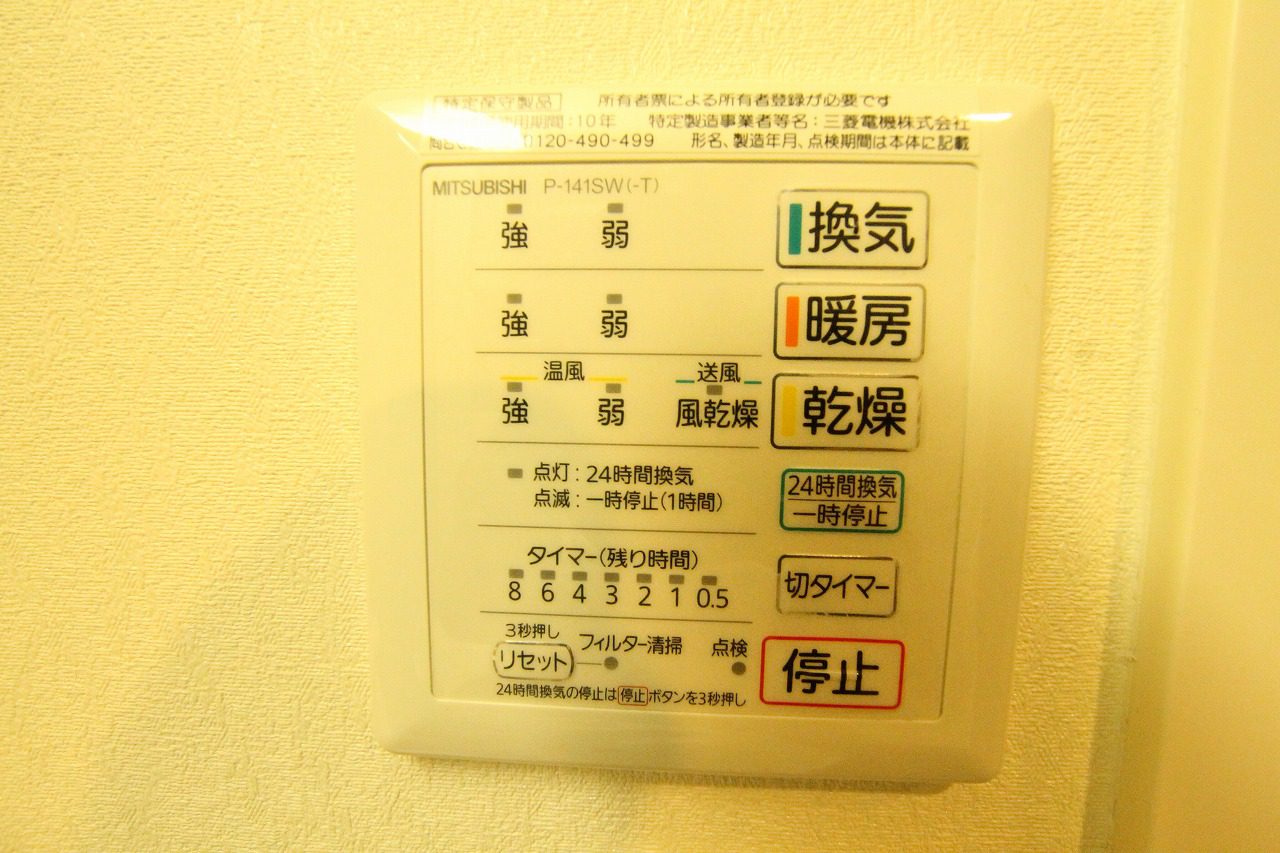 特定保守製品 所有者票による所有者登録が必要です
使用期間:10年 特定製造事業者等名:三菱電機株式会社
0120-490-499 形名、製造年月、点検期間は本体に記載
MITSUBISHI P-141SW(-T)
強 弱 換気
強 弱 暖房
温風 送風
強 弱 風乾燥 乾燥
点灯:24時間換気
点滅:一時停止(1時間)
24時間換気
一時停止
タイマー(残り時間)
8 6 4 3 2 1 0.5
切タイマー
3秒押し
リセット フィルター清掃 点検
停止
24時間換気の停止は停止ボタンを3秒押し